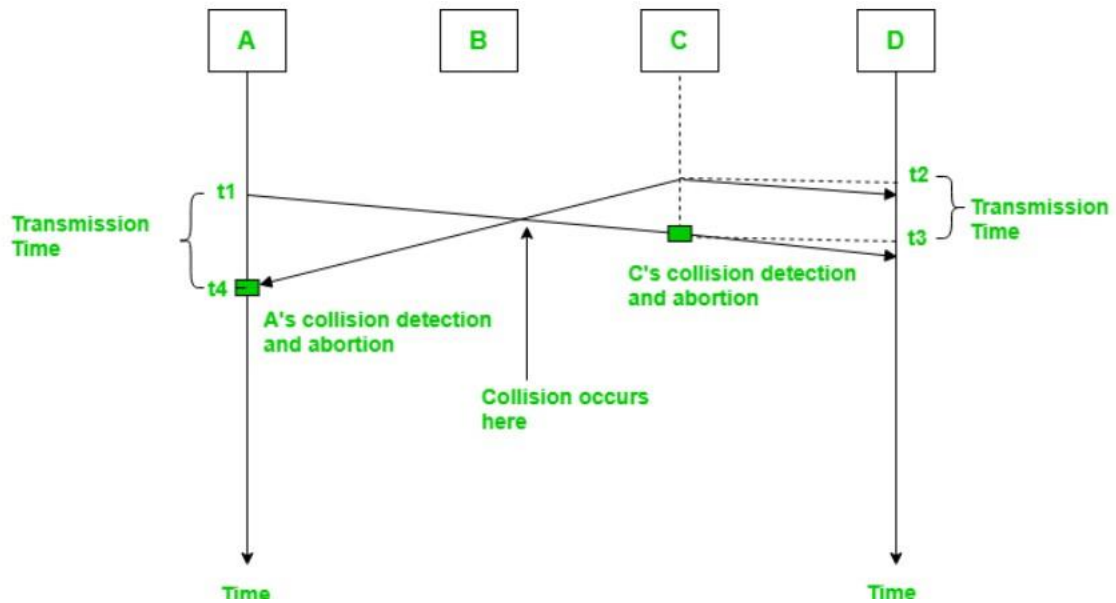 A
B
C
D
t1
t2
Transmission
Time
Transmission
Time
t3
t4
C's collision detection
and abortion
A's collision detection
and abortion
Collision occurs
here
Time
Time